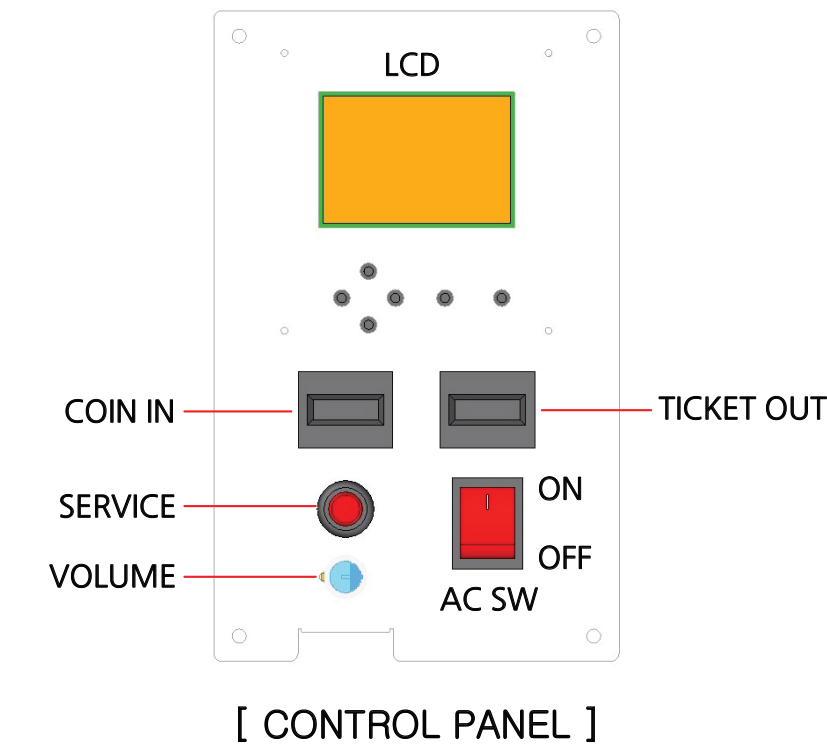 LCD
COIN IN
TICKET OUT
SERVICE
ON
OFF
VOLUME
AC SW
[ CONTROL PANEL ]